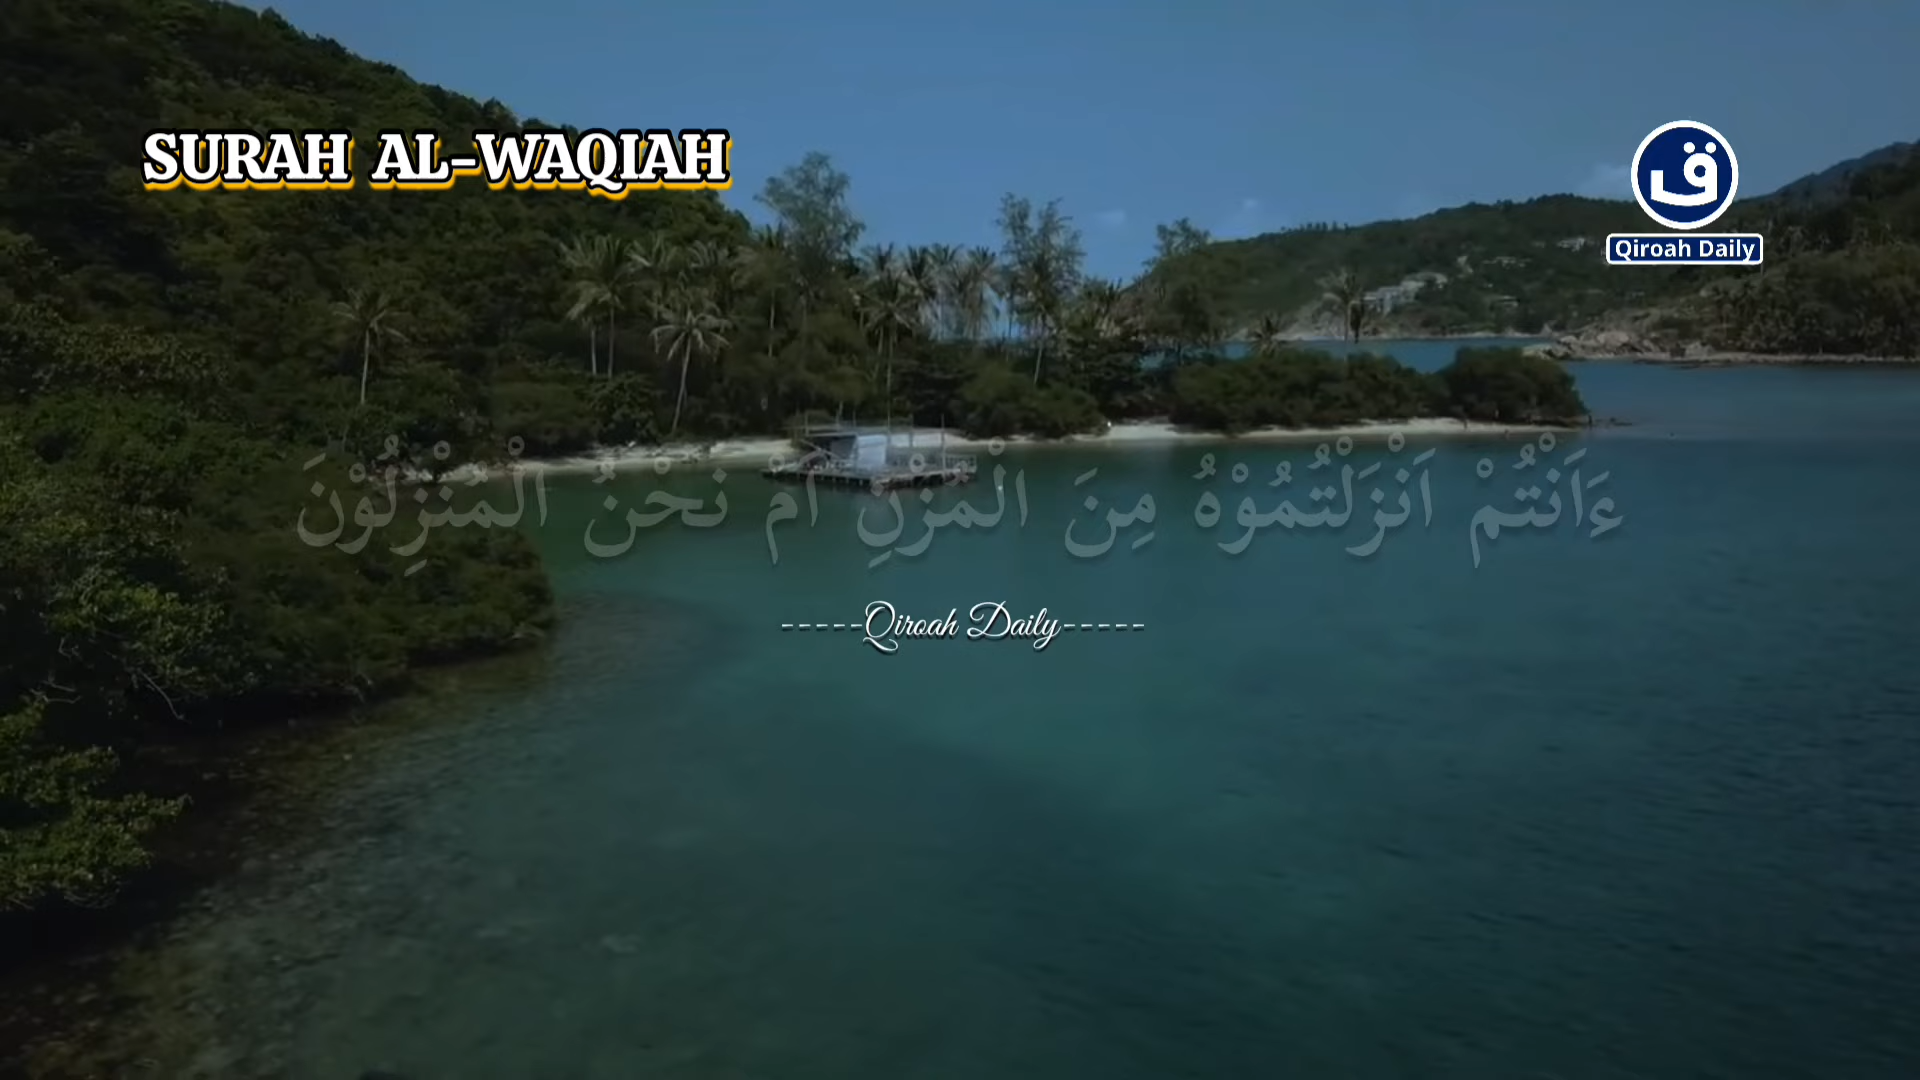 SURAH AL-WAQIAH
ق
Qiroah Daily
ءَاَنْتُمْ اَنْزَلْتُمُوْهُ مِنَ الْمُزْنِ اَمْ نَحْنُ الْمُنْزِلُوْنَ
-----Qiroah Daily-----